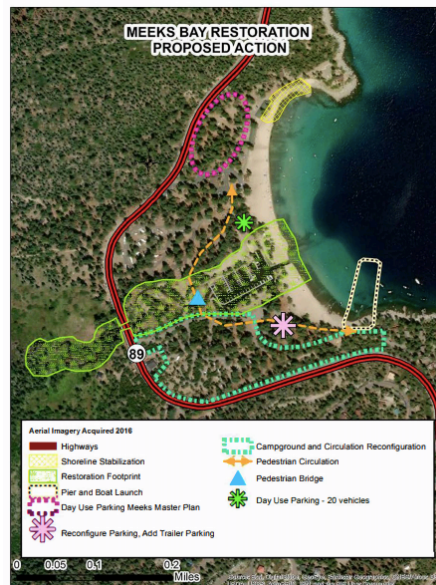 MEEKS BAY RESTORATION
PROPOSED ACTION
89
Aerial Imagery Acquired 2016
Highways
Shoreline Stabilization
Restoration Footprint
Pier and Boat Launch
Day Use Parking Meeks Master Plan
Reconfigure Parking, Add Trailer Parking
Campground and Circulation Reconfiguration
Pedestrian Circulation
Pedestrian Bridge
Day Use Parking - 20 vehicles
0 0.05 0.1 0.2
Miles